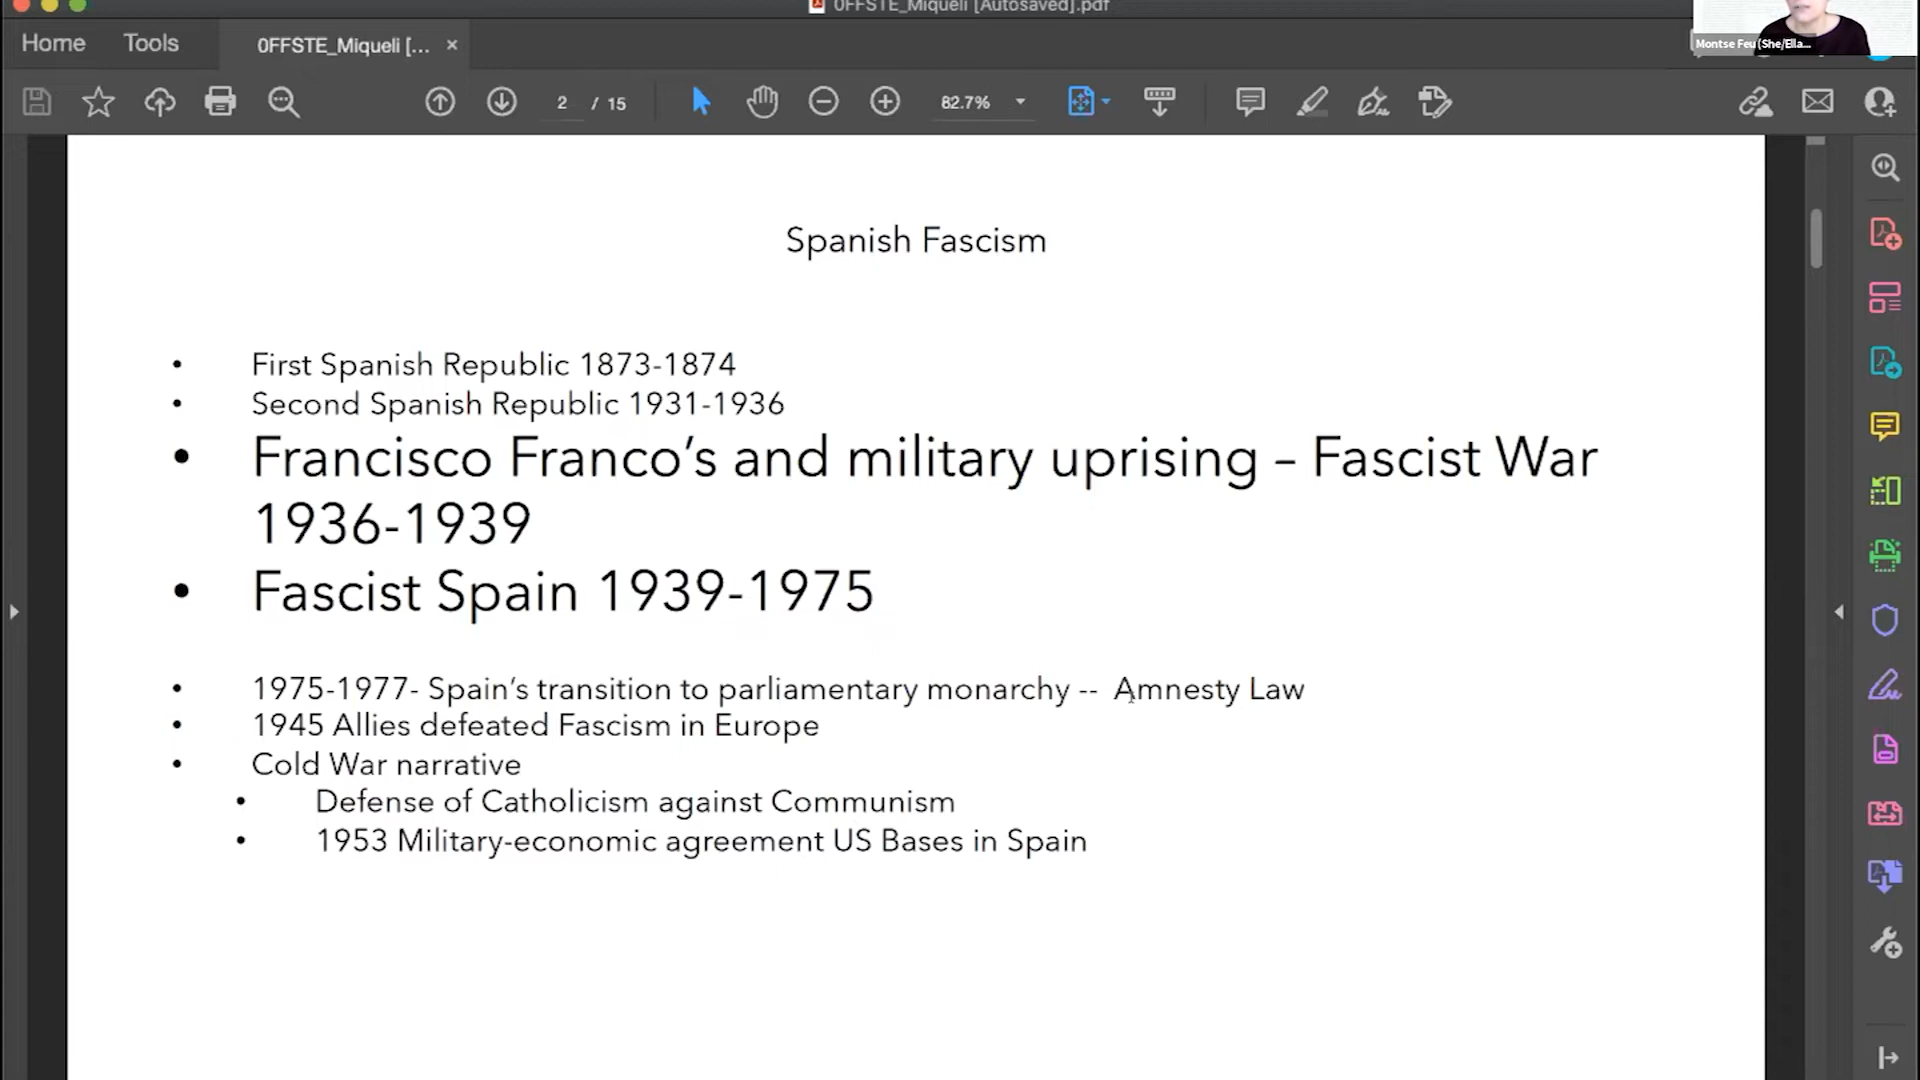 0FFSTE_Miqueli [Autosaved].pdf
Home
Tools
0FFSTE_Miqueli [...
Montse Feu (She/Ella...
2 / 15
82.7%
Spanish Fascism
• First Spanish Republic 1873-1874
• Second Spanish Republic 1931-1936
• Francisco Franco’s and military uprising – Fascist War
1936-1939
• Fascist Spain 1939-1975
• 1975-1977- Spain’s transition to parliamentary monarchy -- Amnesty Law
• 1945 Allies defeated Fascism in Europe
• Cold War narrative
• Defense of Catholicism against Communism
• 1953 Military-economic agreement US Bases in Spain